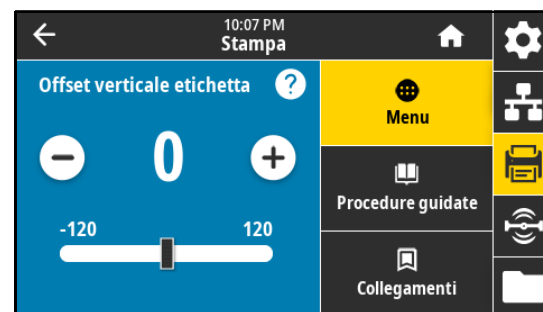 10:07 PM
Stampa
Offset verticale etichetta ?
0
-120 120
Menu
Procedure guidate
Collegamenti